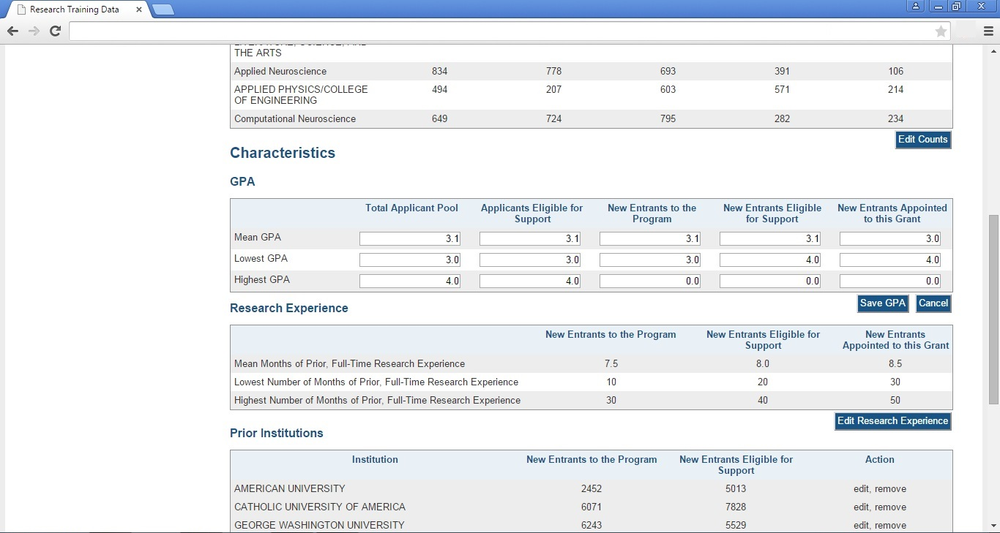 Research Training Data
THE ARTS
Applied Neuroscience 834 778 693 391 106
APPLIED PHYSICS/COLLEGE 494 207 603 571 214
OF ENGINEERING
Computational Neuroscience 649 724 795 282 234
Edit Counts
Characteristics
GPA
Total Applicant Pool Applicants Eligible for New Entrants to the New Entrants Eligible New Entrants Appointed
Support Program for Support to this Grant
Mean GPA 3.1 3.1 3.1 3.1 3.0
Lowest GPA 3.0 3.0 3.0 4.0 4.0
Highest GPA 4.0 4.0 0.0 0.0 0.0
Save GPA Cancel
Research Experience
New Entrants to the Program New Entrants Eligible for New Entrants
Support Appointed to this Grant
Mean Months of Prior, Full-Time Research Experience 7.5 8.0 8.5
Lowest Number of Months of Prior, Full-Time Research Experience 10 20 30
Highest Number of Months of Prior, Full-Time Research Experience 30 40 50
Edit Research Experience
Prior Institutions
Institution New Entrants to the Program New Entrants Eligible for Action
Support
AMERICAN UNIVERSITY 2452 5013 edit, remove
CATHOLIC UNIVERSITY OF AMERICA 6071 7828 edit, remove
GEORGE WASHINGTON UNIVERSITY 6243 5529 edit, remove